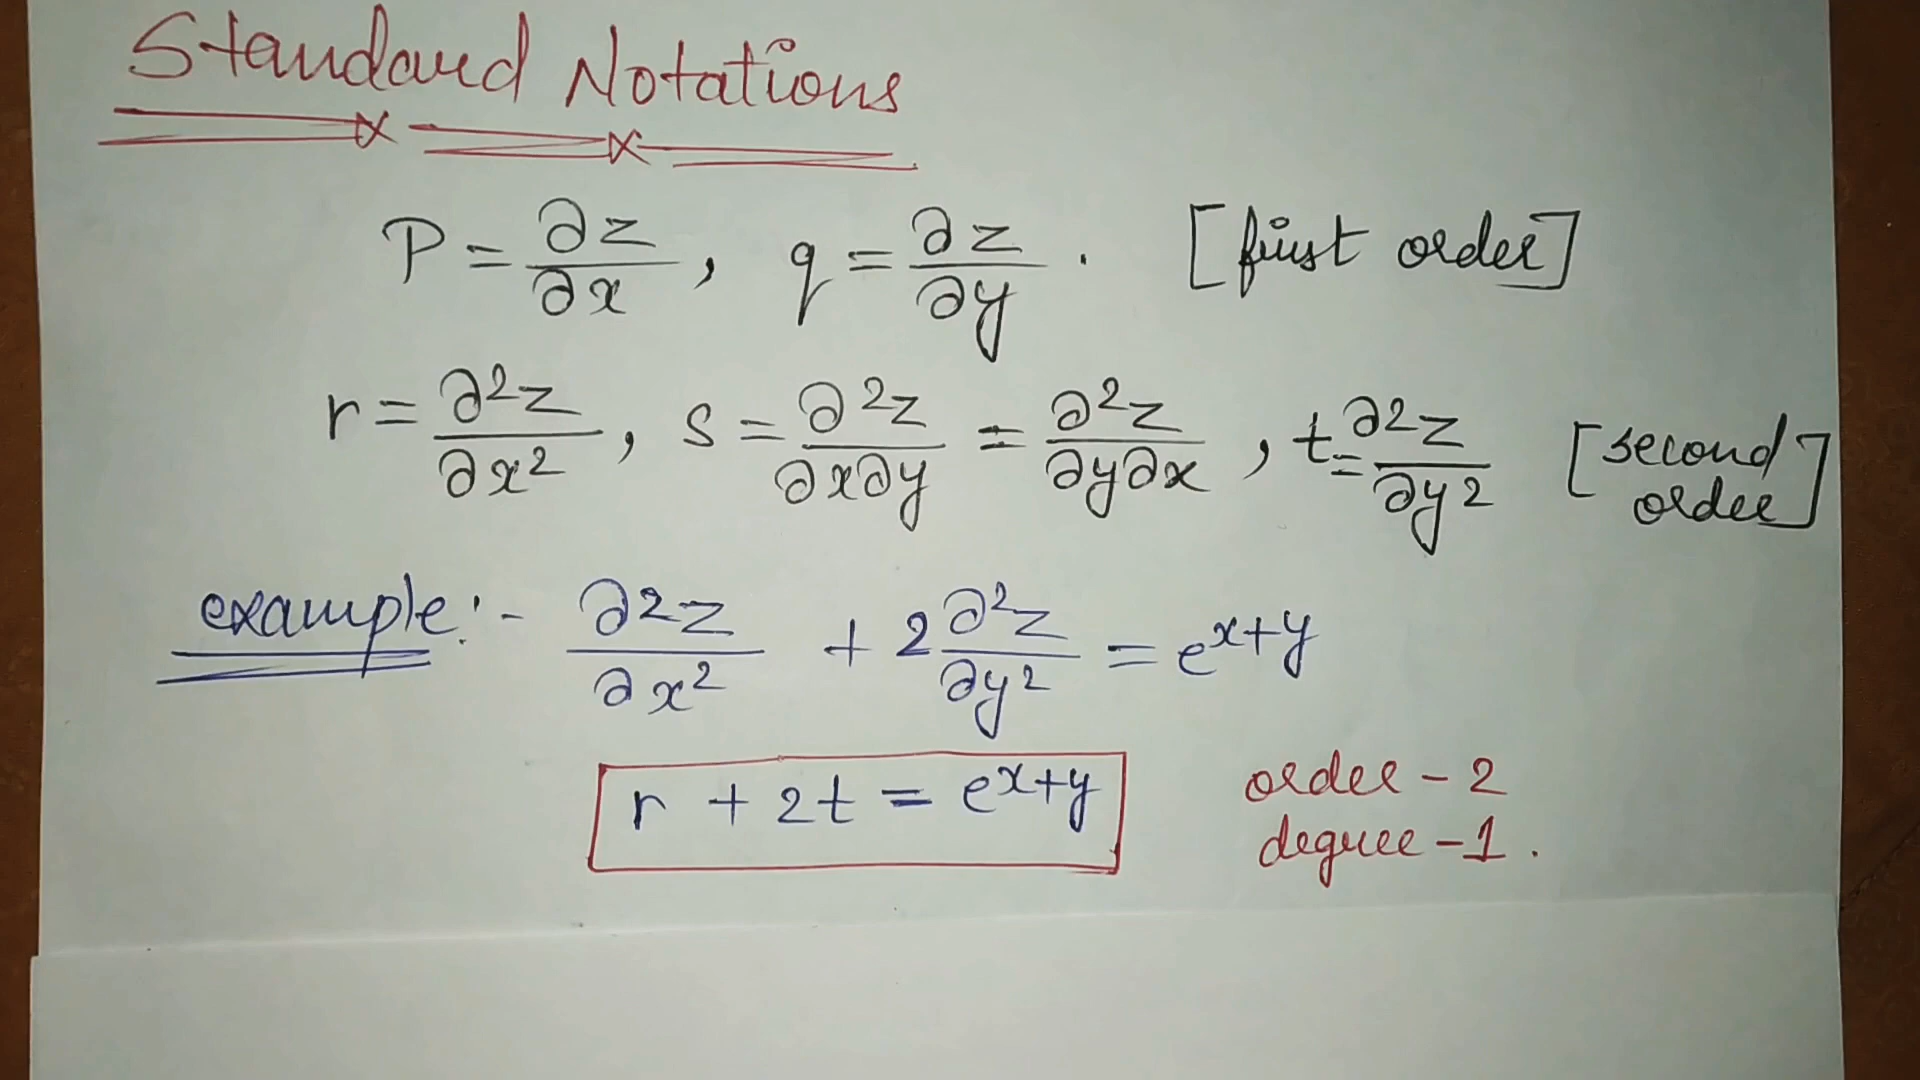 Standard Notations
P = ∂z/∂x , q = ∂z/∂y . [first order]
r = ∂²z/∂x² , s = ∂²z/∂x∂y = ∂²z/∂y∂x , t = ∂²z/∂y² [second order]
example:- ∂²z/∂x² + 2 ∂²z/∂y² = e^(x+y)
r + 2t = e^(x+y) order - 2
degree - 1 .